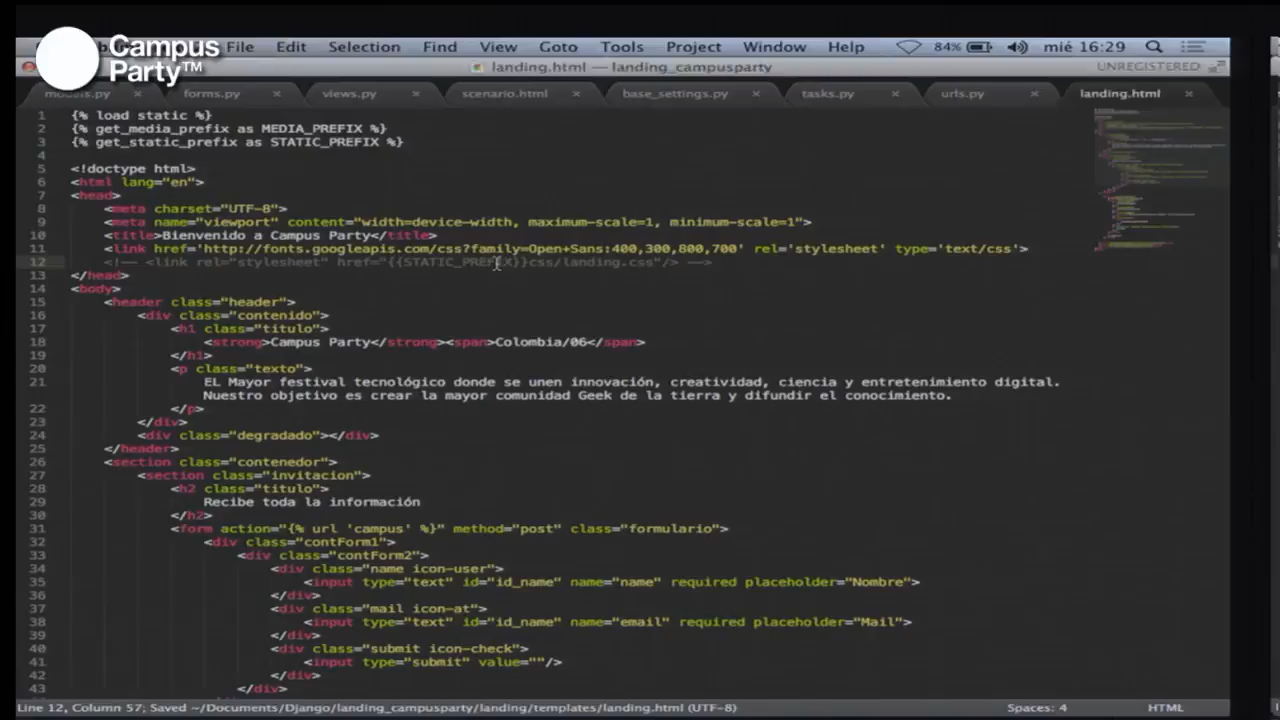 Campus
Party™
File Edit Selection Find View Goto Tools Project Window Help 84% mié 16:29
landing.html — landing_campusparty UNREGISTERED
models.py × forms.py × views.py × scenario.html × base_settings.py × tasks.py × urls.py × landing.html ×
1 {% load static %}
2 {% get_media_prefix as MEDIA_PREFIX %}
3 {% get_static_prefix as STATIC_PREFIX %}
4
5 <!doctype html>
6 <html lang="en">
7 <head>
8 <meta charset="UTF-8">
9 <meta name="viewport" content="width=device-width, maximum-scale=1, minimum-scale=1">
10 <title>Bienvenido a Campus Party</title>
11 <link href='http://fonts.googleapis.com/css?family=Open+Sans:400,300,800,700' rel='stylesheet' type='text/css'>
12 <!-- <link rel="stylesheet" href="{{STATIC_PREFIX}}css/landing.css"/> -->
13 </head>
14 <body>
15 <header class="header">
16 <div class="contenido">
17 <h1 class="titulo">
18 <strong>Campus Party</strong><span>Colombia/06</span>
19 </h1>
20 <p class="texto">
21 EL Mayor festival tecnológico donde se unen innovación, creatividad, ciencia y entretenimiento digital.
Nuestro objetivo es crear la mayor comunidad Geek de la tierra y difundir el conocimiento.
22 </p>
23 </div>
24 <div class="degradado"></div>
25 </header>
26 <section class="contenedor">
27 <section class="invitacion">
28 <h2 class="titulo">
29 Recibe toda la información
30 </h2>
31 <form action="{% url 'campus' %}" method="post" class="formulario">
32 <div class="contForm1">
33 <div class="contForm2">
34 <div class="name icon-user">
35 <input type="text" id="id_name" name="name" required placeholder="Nombre">
36 </div>
37 <div class="mail icon-at">
38 <input type="text" id="id_name" name="email" required placeholder="Mail">
39 </div>
40 <div class="submit icon-check">
41 <input type="submit" value=""/>
42 </div>
43 </div>
Line 12, Column 57; Saved ~/Documents/Django/landing_campusparty/landing/templates/landing.html (UTF-8) Spaces: 4 HTML